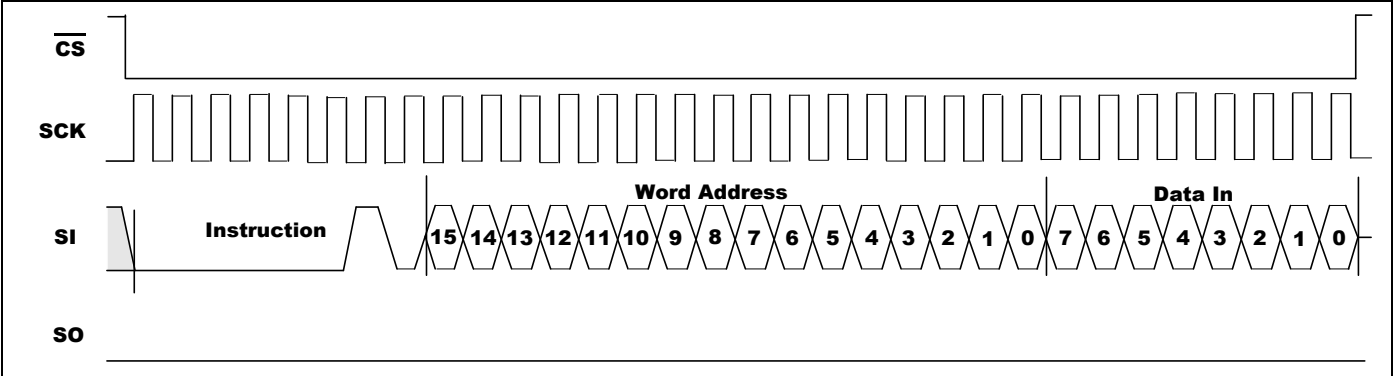 CS
SCK
Word Address
Data In
SI
Instruction
15 14 13 12 11 10 9 8 7 6 5 4 3 2 1 0 7 6 5 4 3 2 1 0
SO